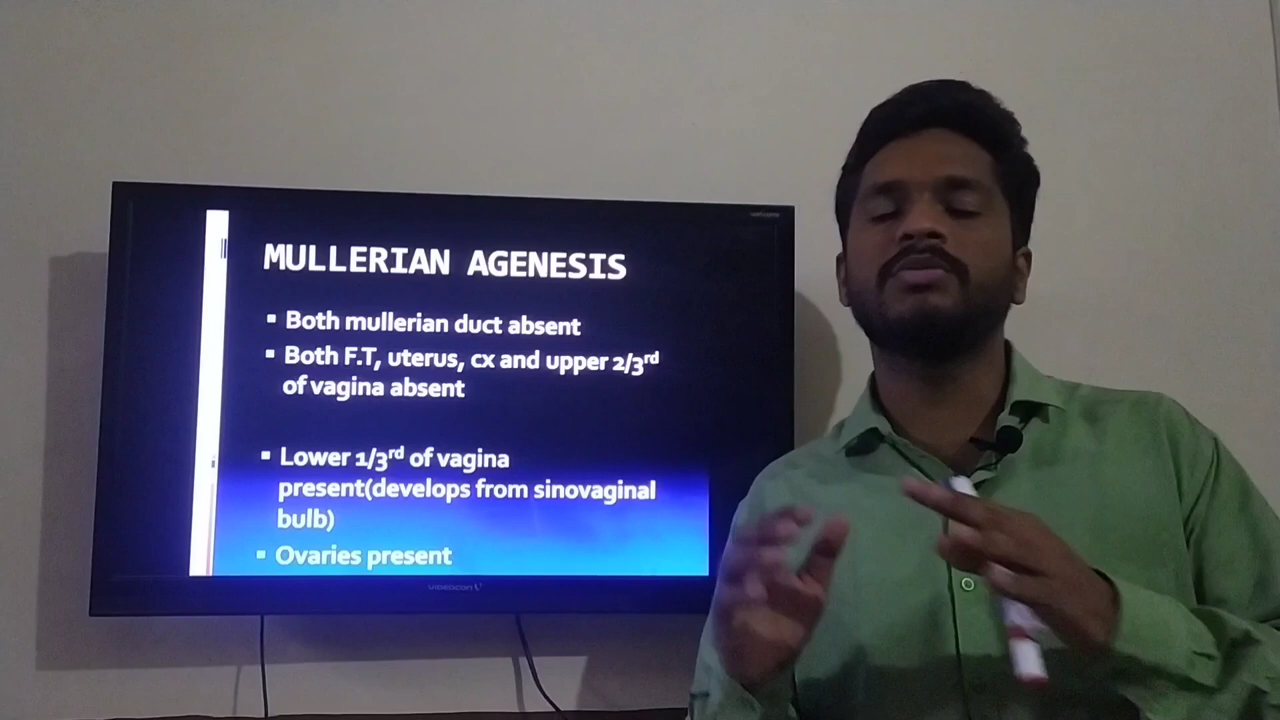 MULLERIAN AGENESIS
▪ Both mullerian duct absent
▪ Both F.T, uterus, cx and upper 2/3rd
of vagina absent
▪ Lower 1/3rd of vagina
present(develops from sinovaginal
bulb)
▪ Ovaries present
VIDEOCON